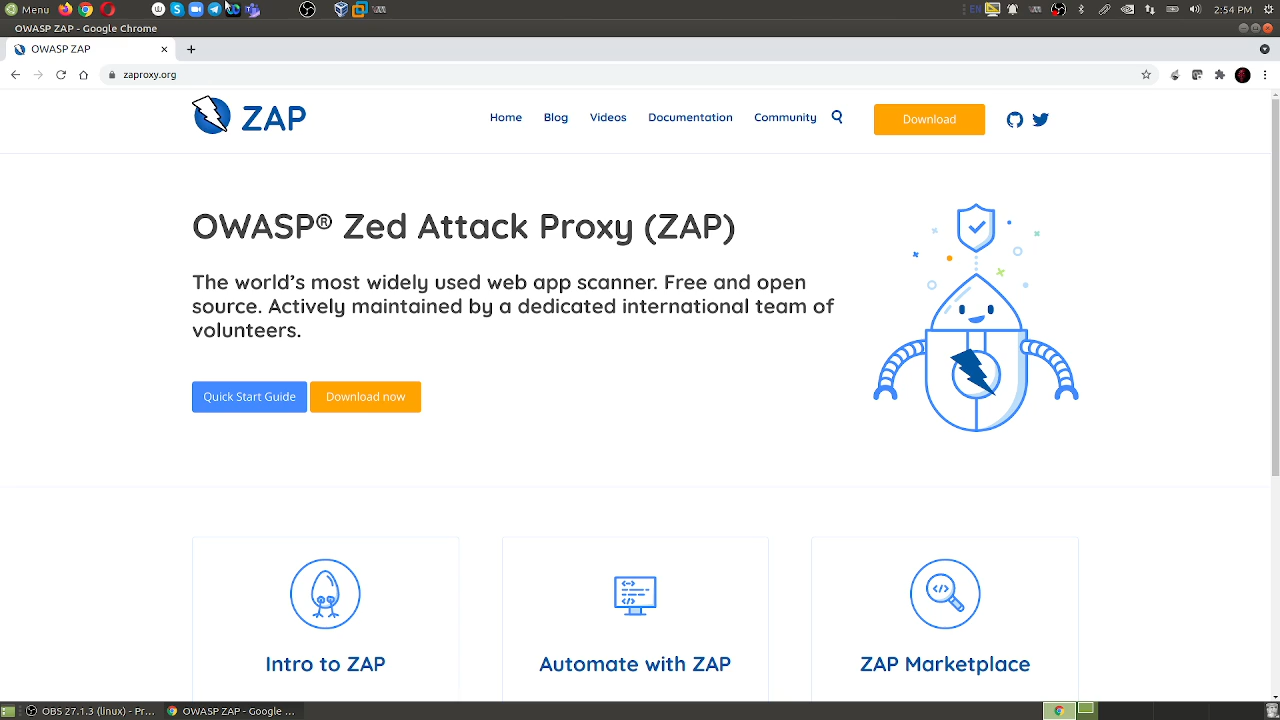 Menu
EN
2:54 PM
OWASP ZAP - Google Chrome
OWASP ZAP
zaproxy.org
ZAP
Home
Blog
Videos
Documentation
Community
Download
OWASP® Zed Attack Proxy (ZAP)
The world's most widely used web app scanner. Free and open
source. Actively maintained by a dedicated international team of
volunteers.
Quick Start Guide
Download now
Intro to ZAP
Automate with ZAP
ZAP Marketplace
OBS 27.1.3 (linux) - Pr...
OWASP ZAP - Google ...